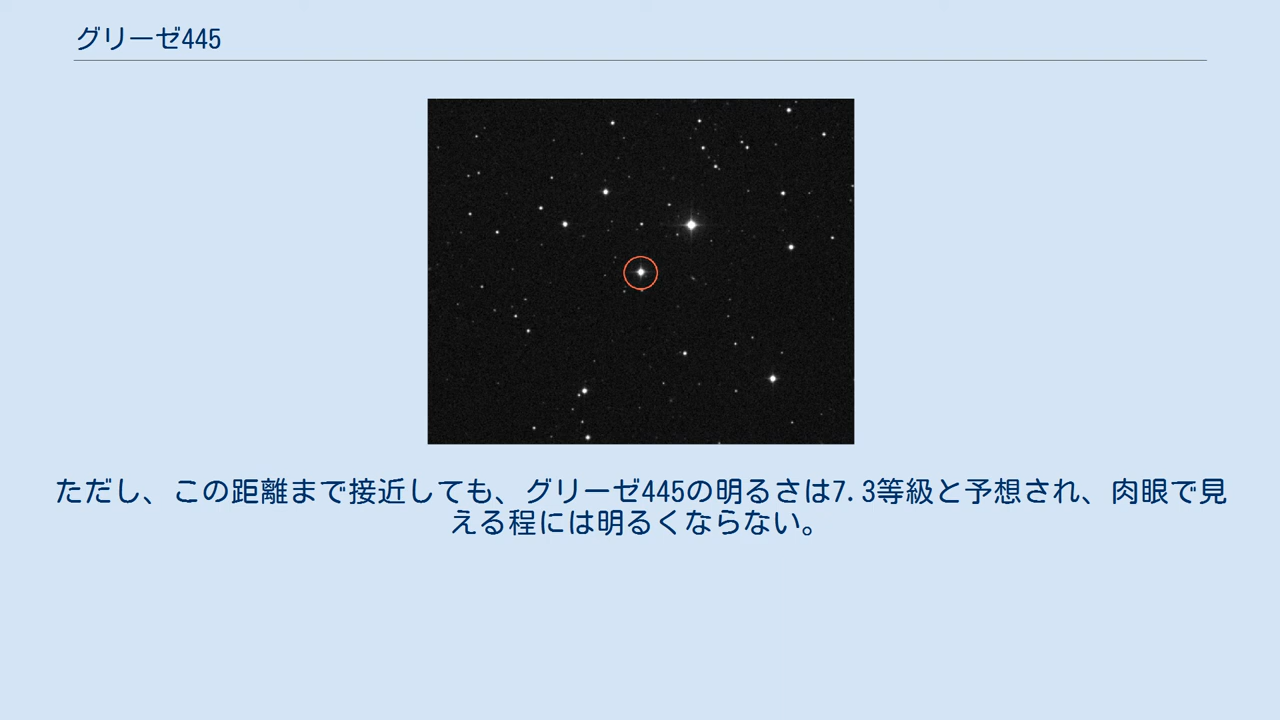 グリーゼ445
ただし、この距離まで接近しても、グリーゼ445の明るさは7.3等級と予想され、肉眼で見
える程には明るくならない。